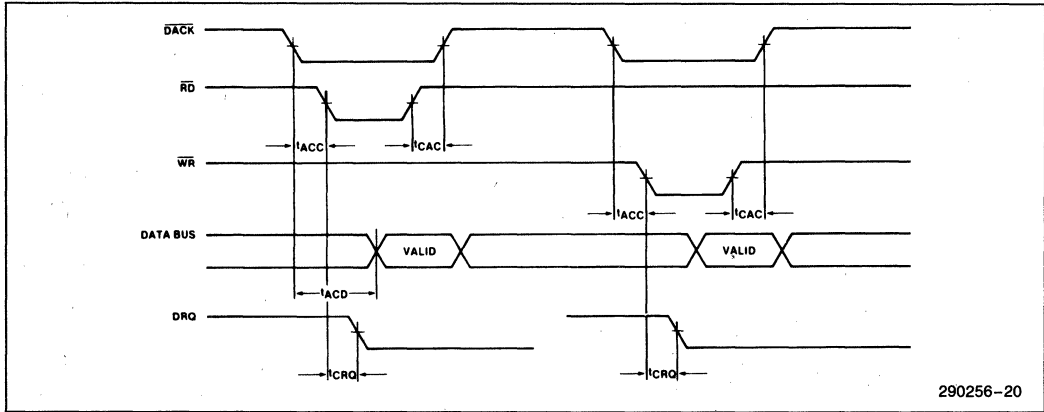 DACK
RD
tACC
tCAC
WR
tACC
tCAC
DATA BUS
VALID
VALID
tACD
DRQ
tCRQ
tCRQ
290256-20